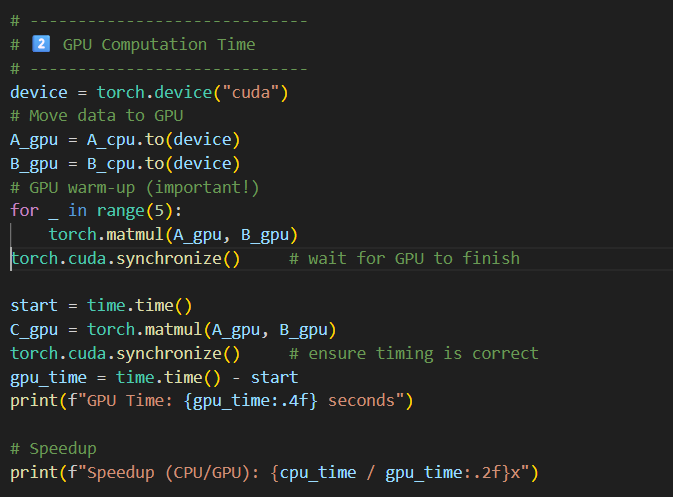 # -----------------------------
# 2️⃣ GPU Computation Time
# -----------------------------
device = torch.device("cuda")
# Move data to GPU
A_gpu = A_cpu.to(device)
B_gpu = B_cpu.to(device)
# GPU warm-up (important!)
for _ in range(5):
    torch.matmul(A_gpu, B_gpu)
torch.cuda.synchronize()     # wait for GPU to finish

start = time.time()
C_gpu = torch.matmul(A_gpu, B_gpu)
torch.cuda.synchronize()     # ensure timing is correct
gpu_time = time.time() - start
print(f"GPU Time: {gpu_time:.4f} seconds")

# Speedup
print(f"Speedup (CPU/GPU): {cpu_time / gpu_time:.2f}x")